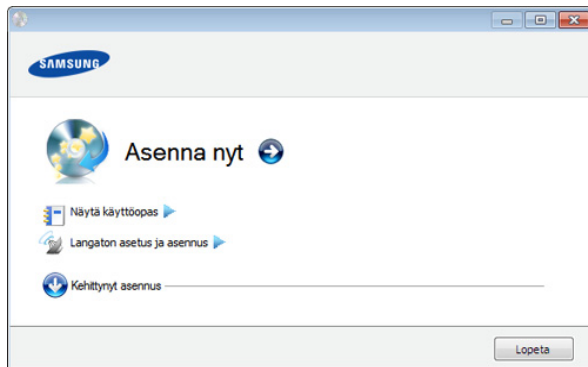 SAMSUNG
Asenna nyt
Näytä käyttöopas
Langaton asetus ja asennus
Kehittynyt asennus
Lopeta